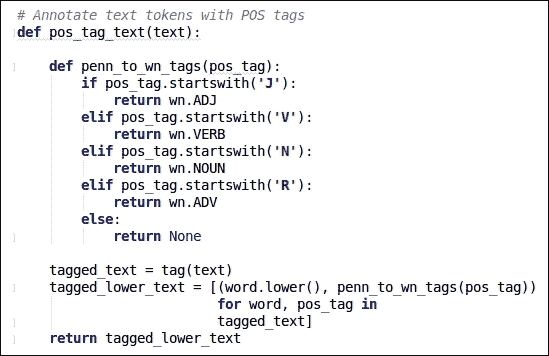 # Annotate text tokens with POS tags
def pos_tag_text(text):
    def penn_to_wn_tags(pos_tag):
        if pos_tag.startswith('J'):
            return wn.ADJ
        elif pos_tag.startswith('V'):
            return wn.VERB
        elif pos_tag.startswith('N'):
            return wn.NOUN
        elif pos_tag.startswith('R'):
            return wn.ADV
        else:
            return None
    tagged_text = tag(text)
    tagged_lower_text = [(word.lower(), penn_to_wn_tags(pos_tag))
                         for word, pos_tag in
                         tagged_text]
    return tagged_lower_text